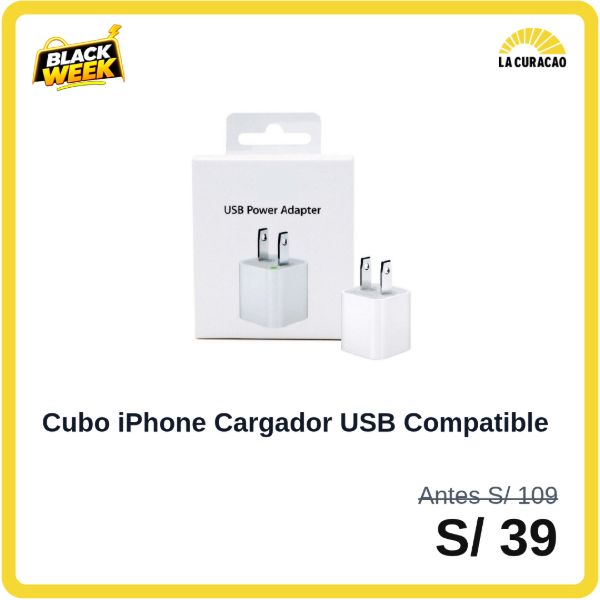 BLACK
WEEK
LA CURACAO
USB Power Adapter
Cubo iPhone Cargador USB Compatible
Antes S/ 109
S/ 39